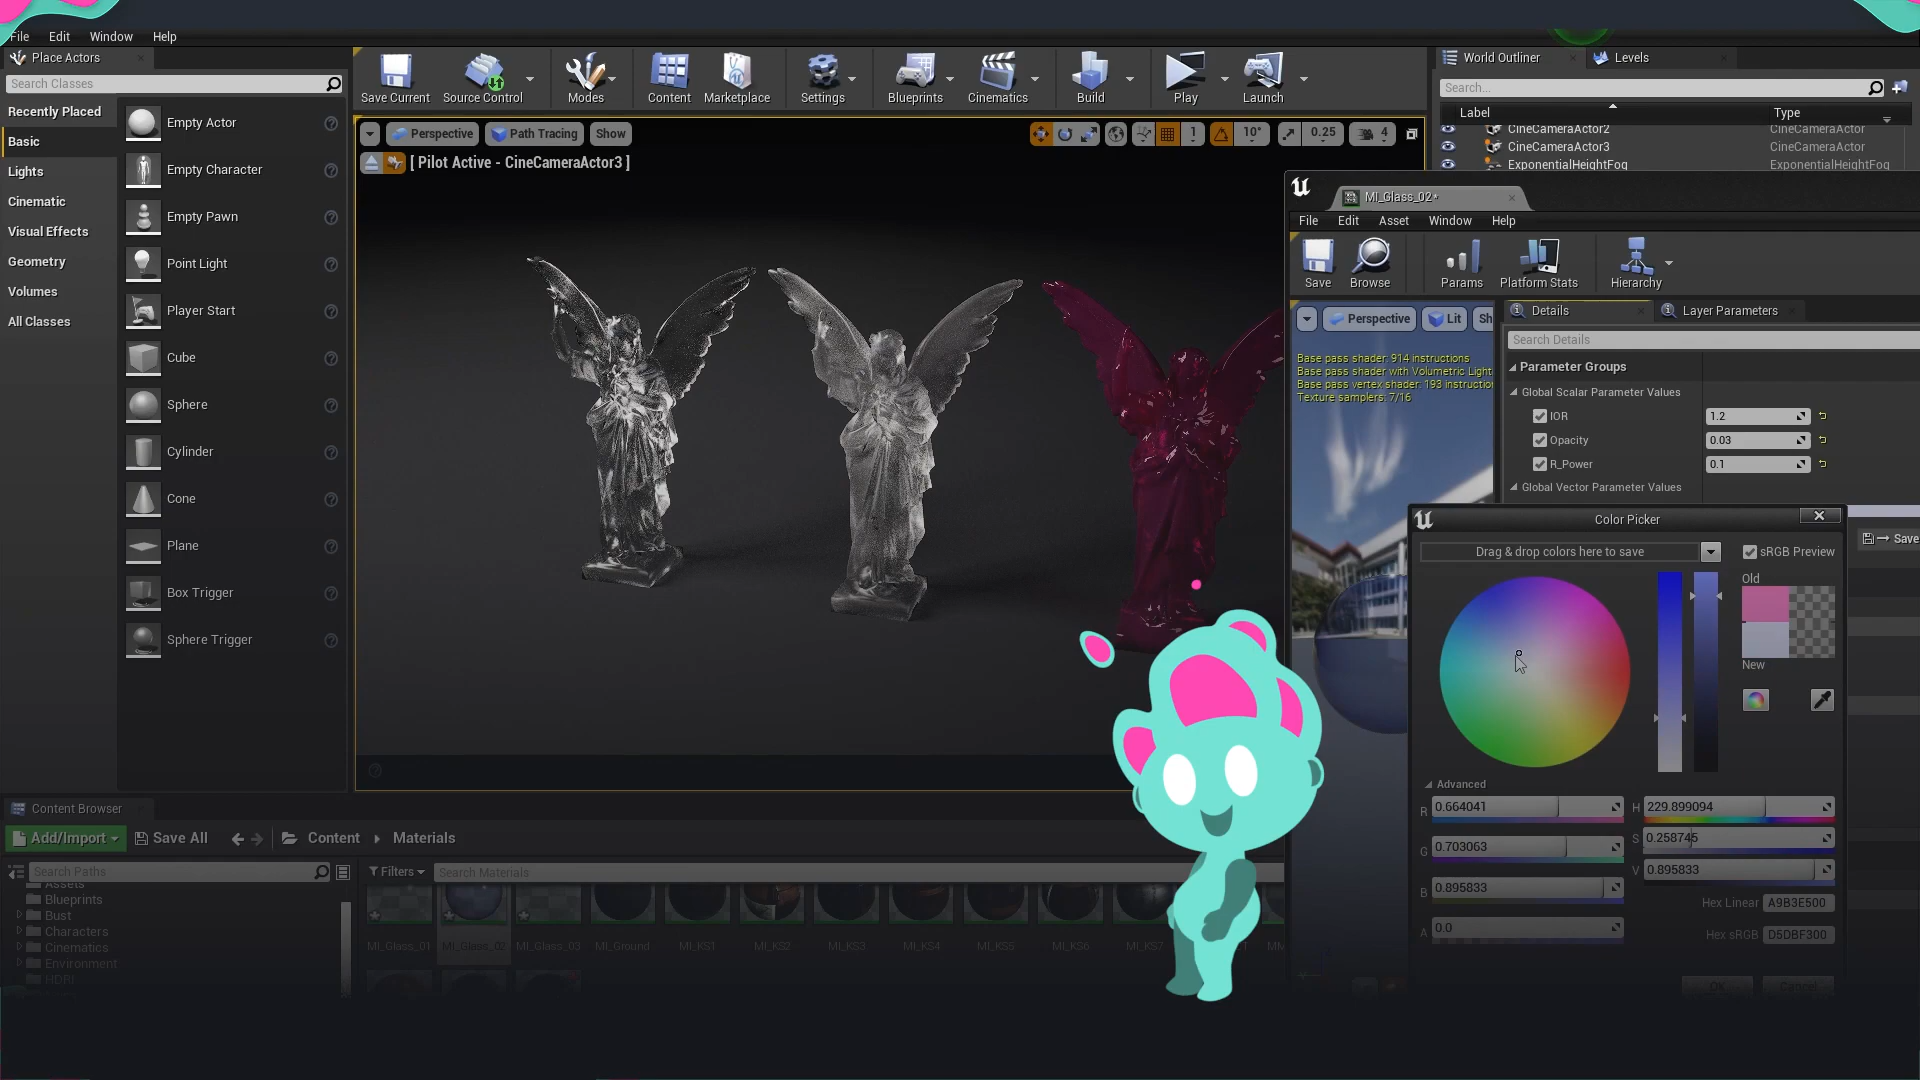 File Edit Window Help
Place Actors
Search Classes
Recently Placed
Basic
Lights
Cinematic
Visual Effects
Geometry
Volumes
All Classes
Empty Actor
Empty Character
Empty Pawn
Point Light
Player Start
Cube
Sphere
Cylinder
Cone
Plane
Box Trigger
Sphere Trigger
Save Current Source Control Modes Content Marketplace Settings Blueprints Cinematics Build Play Launch
Perspective Path Tracing Show
1 10° 0.25 4
[ Pilot Active - CineCameraActor3 ]
World Outliner Levels
Search...
Label Type
CineCameraActor2 CineCameraActor
CineCameraActor3 CineCameraActor
ExponentialHeightFog ExponentialHeightFog
MI_Glass_02*
File Edit Asset Window Help
Save Browse Params Platform Stats Hierarchy
Perspective Lit Sh
Base pass shader: 914 instructions
Base pass shader with Volumetric Light
Base pass vertex shader: 193 instructio
Texture samplers: 7/16
Details Layer Parameters
Search Details
Parameter Groups
Global Scalar Parameter Values
IOR 1.2
Opacity 0.03
R_Power 0.1
Global Vector Parameter Values
Save
Color Picker
Drag & drop colors here to save
sRGB Preview
Old
New
Advanced
R 0.664041 H 229.899094
G 0.703063 S 0.258745
B 0.895833 V 0.895833
A 0.0
Hex Linear A9B3E500
Hex sRGB D5DBF300
Ok Cancel
Content Browser
Add/Import Save All Content Materials
Search Paths
Filters Search Materials
Assets
Blueprints
Bust
Characters
Cinematics
Environment
HDRI
MI_Glass_01 MI_Glass_02 MI_Glass_03 MI_Ground MI_KS1 MI_KS2 MI_KS3 MI_KS4 MI_KS5 MI_KS6 MI_KS7